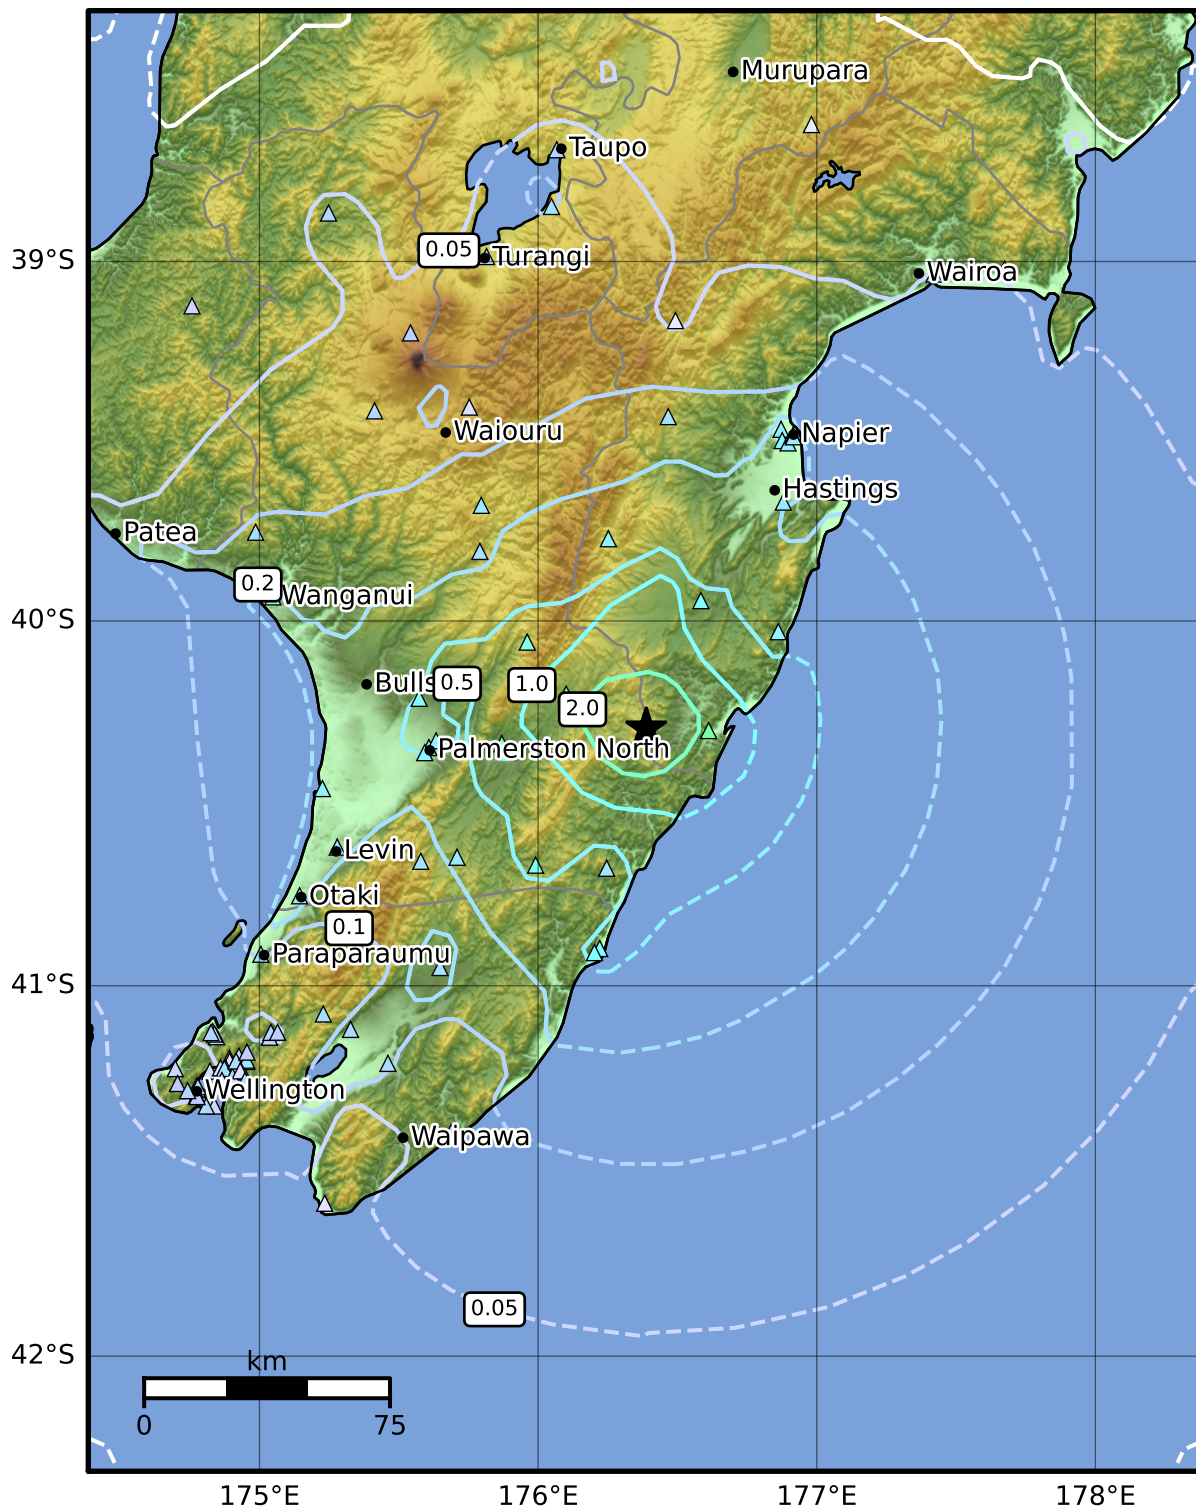 Murupara
Taupo
0.05
Turangi
39°S
Wairoa
Waiouru
Napier
Hastings
Patea
0.2
Wanganui
40°S
Bulls
0.5
1.0
2.0
Palmerston North
Levin
Otaki
0.1
Paraparaumu
41°S
Wellington
Waipawa
0.05
42°S
km
0
75
175°E
176°E
177°E
178°E